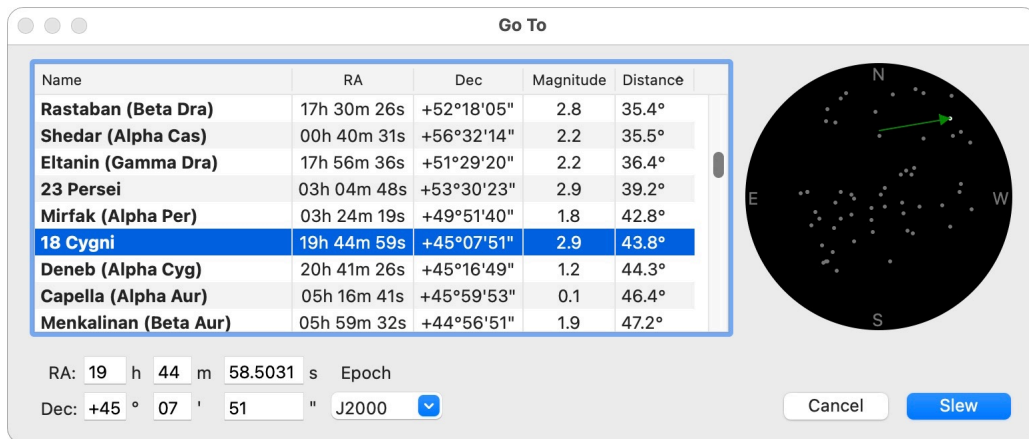 Go To
Name RA Dec Magnitude Distance
Rastaban (Beta Dra) 17h 30m 26s +52°18'05" 2.8 35.4°
Shedar (Alpha Cas) 00h 40m 31s +56°32'14" 2.2 35.5°
Eltanin (Gamma Dra) 17h 56m 36s +51°29'20" 2.2 36.4°
23 Persei 03h 04m 48s +53°30'23" 2.9 39.2°
Mirfak (Alpha Per) 03h 24m 19s +49°51'40" 1.8 42.8°
18 Cygni 19h 44m 59s +45°07'51" 2.9 43.8°
Deneb (Alpha Cyg) 20h 41m 26s +45°16'49" 1.2 44.3°
Capella (Alpha Aur) 05h 16m 41s +45°59'53" 0.1 46.4°
Menkalinan (Beta Aur) 05h 59m 32s +44°56'51" 1.9 47.2°
N
E W
S
RA: 19 h 44 m 58.5031 s Epoch
Dec: +45 ° 07 ' 51 " J2000
Cancel Slew